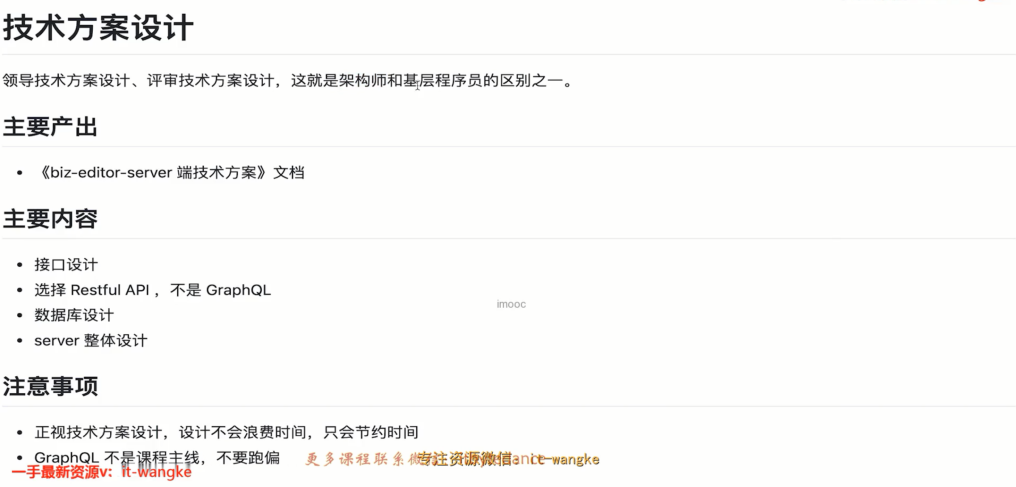 技术方案设计
领导技术方案设计、评审技术方案设计，这就是架构师和基层程序员的区别之一。
主要产出
• 《biz-editor-server 端技术方案》文档
主要内容
• 接口设计
• 选择 Restful API ，不是 GraphQL
imooc
• 数据库设计
• server 整体设计
注意事项
• 正视技术方案设计，设计不会浪费时间，只会节约时间
• GraphQL 不是课程主线，不要跑偏
更多课程联系微
专注资源微信：it-wangke
一手最新资源v：it-wangke